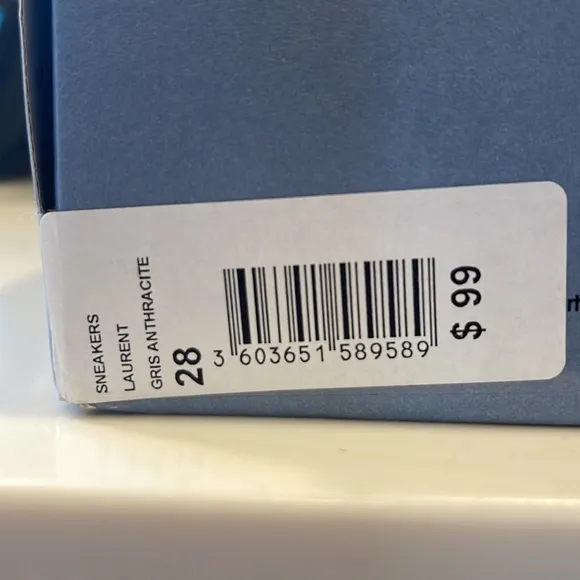 SNEAKERS
LAURENT
GRIS ANTHRACITE
28
3 603651 589589
$ 99